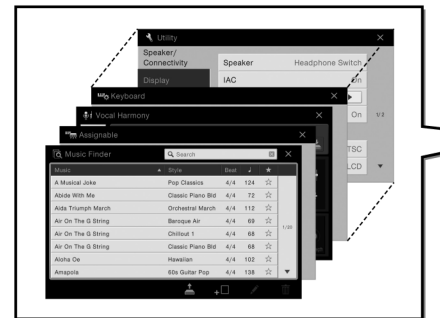 Utility
Speaker/
Connectivity
Speaker Headphone Switch
Display
IAC On
Keyboard
On 1/2
Vocal Harmony
Assignable
TSC
LCD
Music Finder Search
Music Style Beat
A Musical Joke Pop Classics 4/4 124
Abide With Me Classic Piano Bld 4/4 72
Aida Triumph March Orchestral March 4/4 112
Air On The G String Baroque Air 4/4 69
Air On The G String Chillout 1 4/4 68
1/20
Air On The G String Classic Piano Bld 4/4 68
Aloha Oe Hawaiian 4/4 102
Amapola 60s Guitar Pop 4/4 138